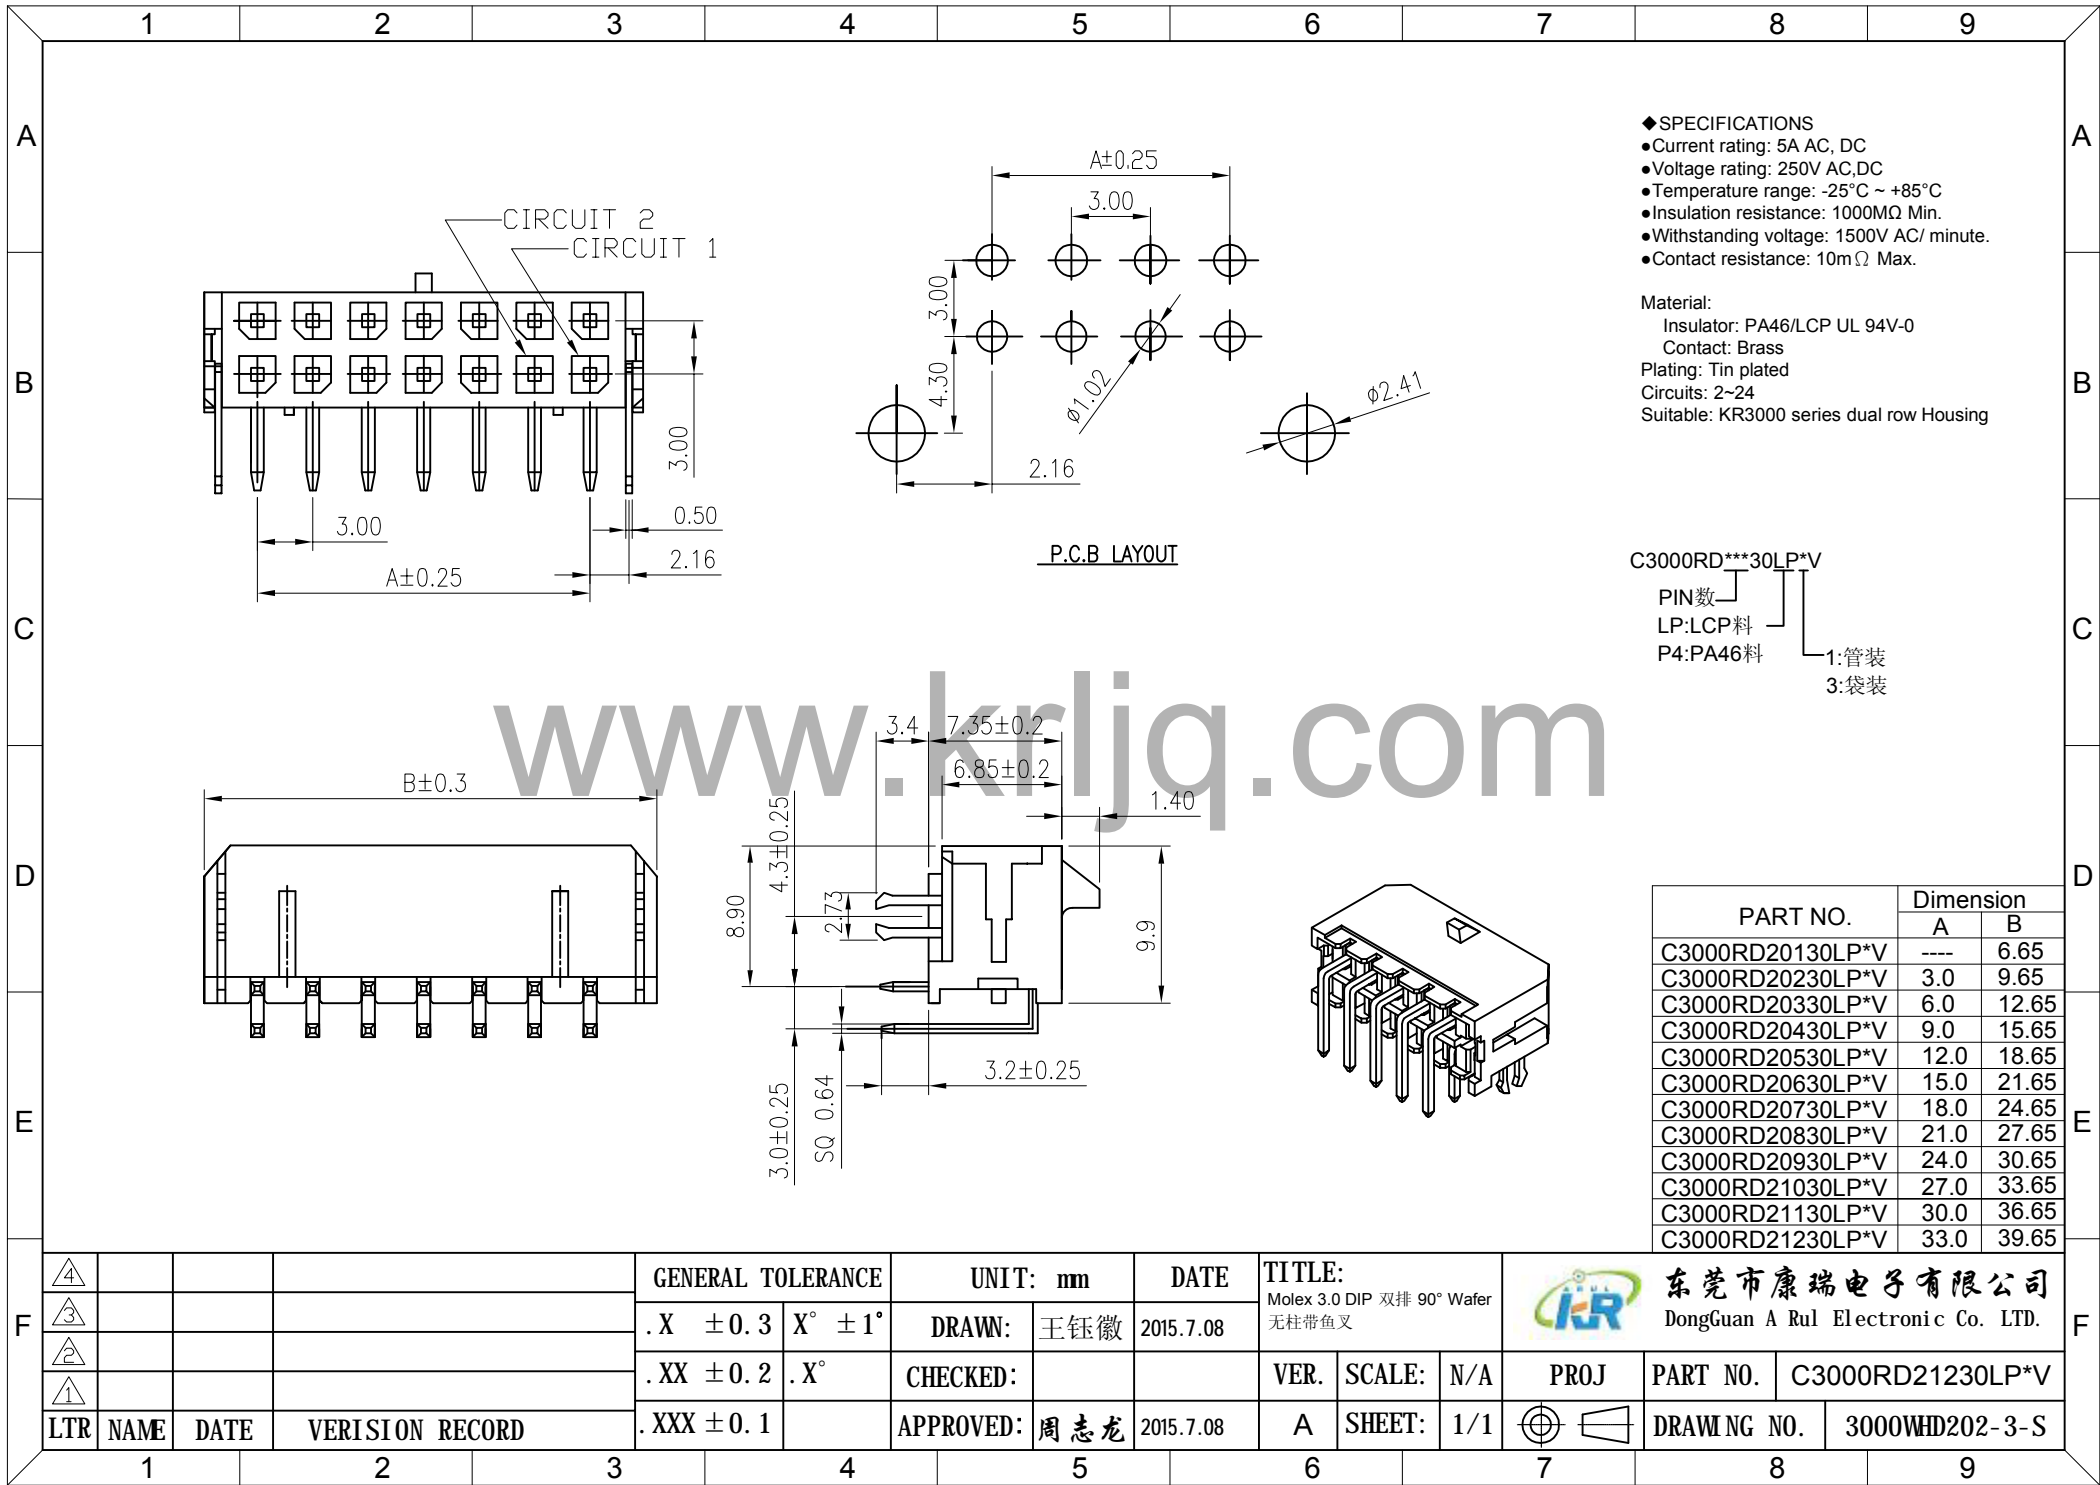 1 2 3 4 5 6 7 8 9
A A
B B
C C
D D
E E
F F
CIRCUIT 2
CIRCUIT 1
3.00
3.00
A±0.25
0.50
2.16
A±0.25
3.00
3.00
4.30
ø1.02
ø2.41
2.16
P.C.B LAYOUT
◆SPECIFICATIONS
●Current rating: 5A AC, DC
●Voltage rating: 250V AC,DC
●Temperature range: -25°C ~ +85°C
●Insulation resistance: 1000MΩ Min.
●Withstanding voltage: 1500V AC/ minute.
●Contact resistance: 10mΩ Max.
Material:
Insulator: PA46/LCP UL 94V-0
Contact: Brass
Plating: Tin plated
Circuits: 2~24
Suitable: KR3000 series dual row Housing
C3000RD***30LP*V
PIN数
LP:LCP料
P4:PA46料
1:管装
3:袋装
www.krljq.com
B±0.3
3.4
7.35±0.2
6.85±0.2
1.40
4.3±0.25
8.90
2.73
9.9
3.2±0.25
3.0±0.25
SQ 0.64
PART NO. Dimension
A B
C3000RD20130LP*V ---- 6.65
C3000RD20230LP*V 3.0 9.65
C3000RD20330LP*V 6.0 12.65
C3000RD20430LP*V 9.0 15.65
C3000RD20530LP*V 12.0 18.65
C3000RD20630LP*V 15.0 21.65
C3000RD20730LP*V 18.0 24.65
C3000RD20830LP*V 21.0 27.65
C3000RD20930LP*V 24.0 30.65
C3000RD21030LP*V 27.0 33.65
C3000RD21130LP*V 30.0 36.65
C3000RD21230LP*V 33.0 39.65
4
3
2
1
LTR NAME DATE VERISION RECORD
GENERAL TOLERANCE
.X ±0.3 X° ±1°
.XX ±0.2 .X°
.XXX ±0.1
UNIT: mm DATE
DRAWN: 王钰徽 2015.7.08
CHECKED:
APPROVED: 周志龙 2015.7.08
TITLE:
Molex 3.0 DIP 双排 90° Wafer
无柱带鱼叉
VER. SCALE: N/A
A SHEET: 1/1
PROJ
A RUL
KR
东莞市康瑞电子有限公司
DongGuan A Rul Electronic Co. LTD.
PART NO. C3000RD21230LP*V
DRAWING NO. 3000WHD202-3-S
1 2 3 4 5 6 7 8 9